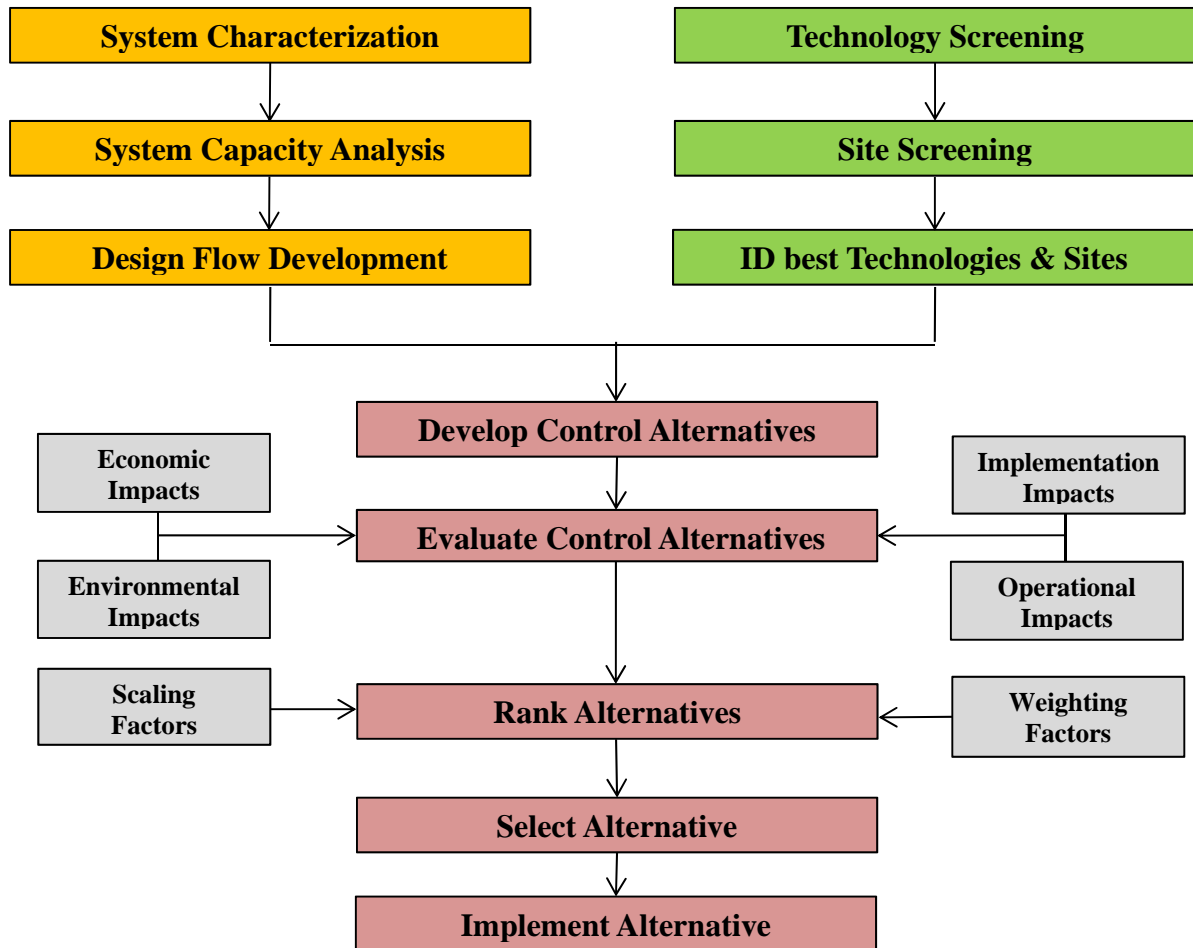 System Characterization
Technology Screening
System Capacity Analysis
Site Screening
Design Flow Development
ID best Technologies & Sites
Develop Control Alternatives
Economic
Impacts
Implementation
Impacts
Evaluate Control Alternatives
Environmental
Impacts
Operational
Impacts
Scaling
Factors
Rank Alternatives
Weighting
Factors
Select Alternative
Implement Alternative